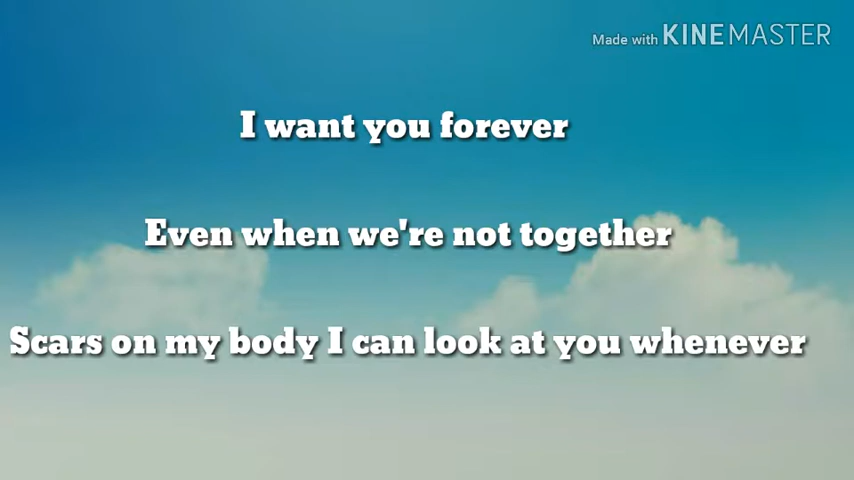 Made with KINEMASTER
I want you forever
Even when we're not together
Scars on my body I can look at you whenever